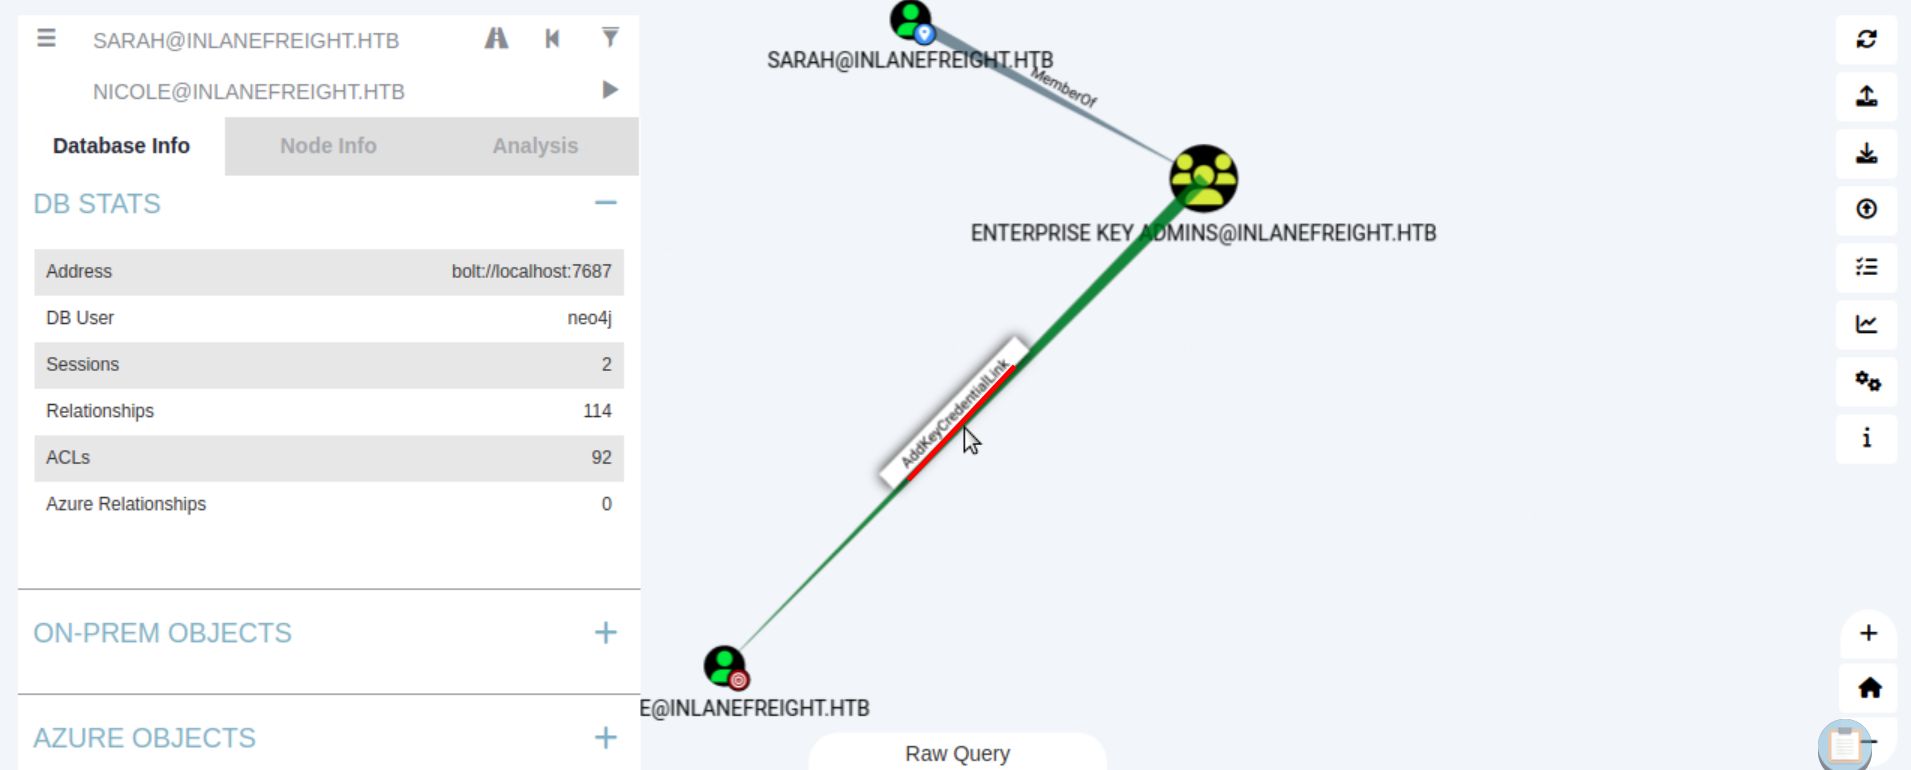 SARAH@INLANEFREIGHT.HTB
NICOLE@INLANEFREIGHT.HTB
Database Info
Node Info
Analysis
DB STATS
Address
bolt://localhost:7687
DB User
neo4j
Sessions
2
Relationships
114
ACLs
92
Azure Relationships
0
ON-PREM OBJECTS
AZURE OBJECTS
SARAH@INLANEFREIGHT.HTB
MemberOf
ENTERPRISE KEY ADMINS@INLANEFREIGHT.HTB
AddKeyCredentialLink
E@INLANEFREIGHT.HTB
Raw Query